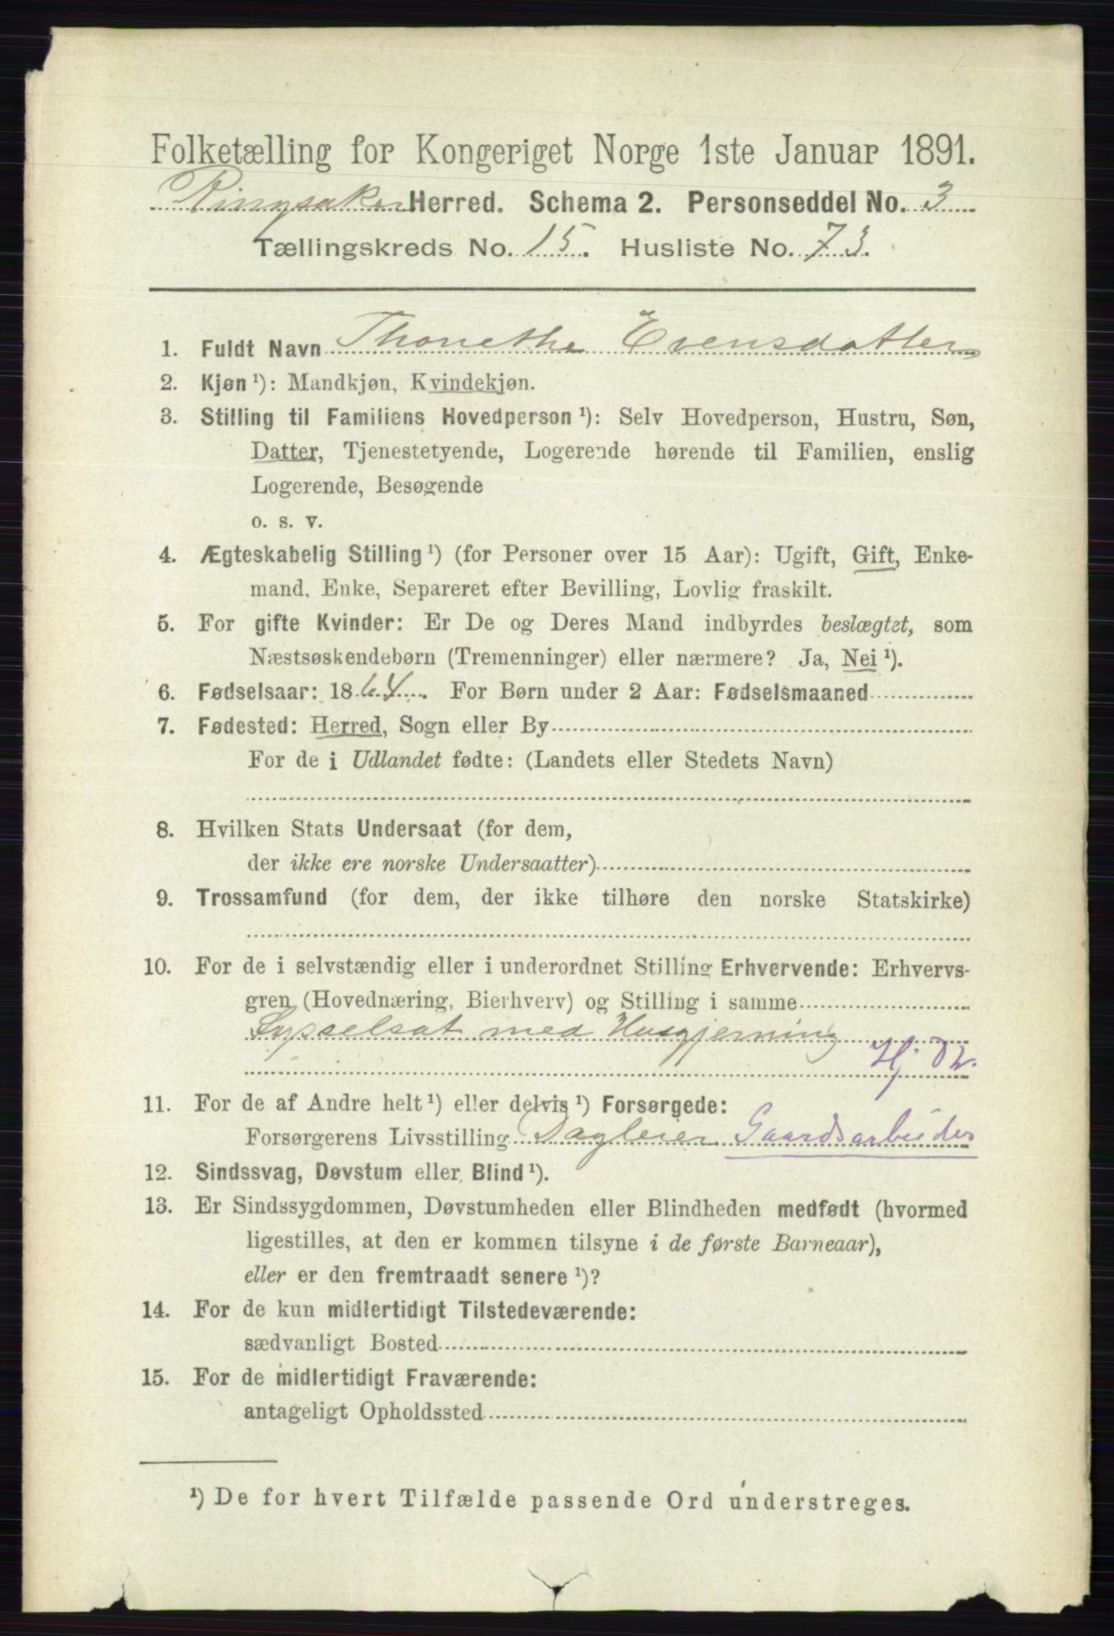 Folketælling for Kongeriget Norge 1ste Januar 1891.
Ringsaker Herred. Schema 2. Personseddel No. 3
Tællingskreds No. 15. Husliste No. 73.
1. Fuldt Navn Thonethe Evensdatter
2. Kjøn ¹): Mandkjøn, Kvindekjøn.
3. Stilling til Familiens Hovedperson ¹): Selv Hovedperson, Hustru, Søn,
Datter, Tjenestetyende, Logerende hørende til Familien, enslig
Logerende, Besøgende
o. s. v.
4. Ægteskabelig Stilling ¹) (for Personer over 15 Aar): Ugift, Gift, Enke-
mand, Enke, Separeret efter Bevilling, Lovlig fraskilt.
5. For gifte Kvinder: Er De og Deres Mand indbyrdes beslægtet, som
Næstsøskendebørn (Tremenninger) eller nærmere? Ja, Nei ¹).
6. Fødselsaar: 1864. For Børn under 2 Aar: Fødselsmaaned
7. Fødested: Herred, Sogn eller By
For de i Udlandet fødte: (Landets eller Stedets Navn)
8. Hvilken Stats Undersaat (for dem,
der ikke ere norske Undersaatter)
9. Trossamfund (for dem, der ikke tilhøre den norske Statskirke)
10. For de i selvstændig eller i underordnet Stilling Erhvervende: Erhvervs-
gren (Hovednæring, Bierhverv) og Stilling i samme
Sysselsat med Husgjerning
Hj. D2.
11. For de af Andre helt ¹) eller delvis ¹) Forsørgede:
Forsørgerens Livsstilling Dagleier Gaardsarbeider
12. Sindssvag, Døvstum eller Blind ¹).
13. Er Sindssygdommen, Døvstumheden eller Blindheden medfødt (hvormed
ligestilles, at den er kommen tilsyne i de første Barneaar),
eller er den fremtraadt senere ¹)?
14. For de kun midlertidigt Tilstedeværende:
sædvanligt Bosted
15. For de midlertidigt Fraværende:
antageligt Opholdssted
¹) De for hvert Tilfælde passende Ord understreges.